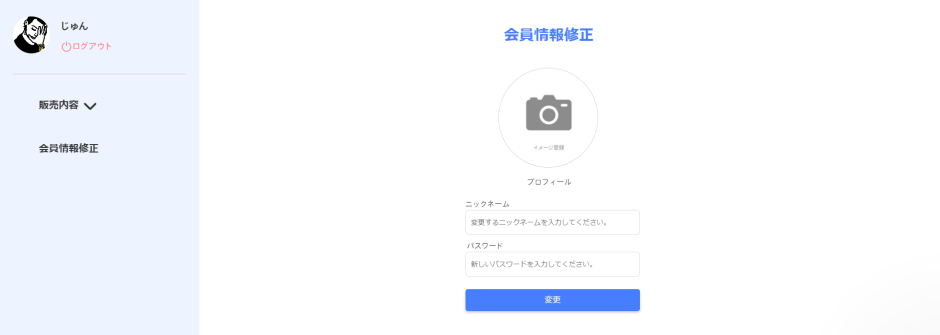 じゅん
ログアウト
販売内容
会員情報修正
会員情報修正
イメージ登録
プロフィール
ニックネーム
変更するニックネームを入力してください。
パスワード
新しいパスワードを入力してください。
変更